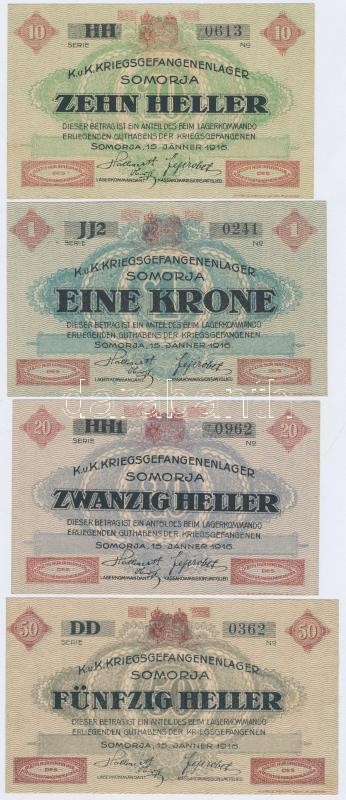 10 HH 0613 10
SERIE No
K.u.K. KRIEGSGEFANGENENLAGER
SOMORJA
ZEHN HELLER
DIESER BETRAG IST EIN ANTEIL DES BEIM LAGERKOMMANDO
ERLIEGENDEN GUTHABENS DER KRIEGSGEFANGENEN.
SOMORJA, 15 JÄNNER 1916
LAGERKOMMANDANT KASSAKOMMISSIONSMITGLIED
1 JJ2 0241 1
SERIE No
K.u.K. KRIEGSGEFANGENENLAGER
SOMORJA
EINE KRONE
DIESER BETRAG IST EIN ANTEIL DES BEIM LAGERKOMMANDO
ERLIEGENDEN GUTHABENS DER KRIEGSGEFANGENEN.
SOMORJA, 15. JÄNNER 1916
LAGERKOMMANDANT KASSAKOMMISSIONSMITGLIED
darabanth
20 HH1 0962 20
SERIE No
K.u.K. KRIEGSGEFANGENENLAGER
SOMORJA
ZWANZIG HELLER
DIESER BETRAG IST EIN ANTEIL DES BEIM LAGERKOMMANDO
ERLIEGENDEN GUTHABENS DER KRIEGSGEFANGENEN.
SOMORJA, 15 JÄNNER 1916
LAGERKOMMANDANT KASSAKOMMISSIONSMITGLIED
50 DD 0362 50
SERIE No
K.u.K. KRIEGSGEFANGENENLAGER
SOMORJA
FÜNFZIG HELLER
DIESER BETRAG IST EIN ANTEIL DES BEIM LAGERKOMMANDO
ERLIEGENDEN GUTHABENS DER KRIEGSGEFANGENEN.
SOMORJA, 15 JÄNNER 1916
LAGERKOMMANDANT KASSAKOMMISSIONSMITGLIED